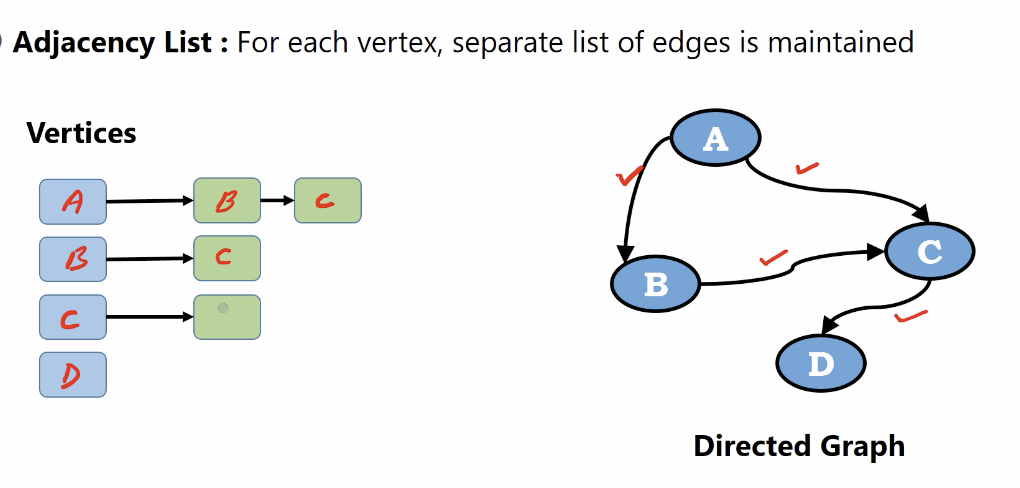 Adjacency List : For each vertex, separate list of edges is maintained
Vertices
A B C
B C
C
D
A
B
C
D
Directed Graph